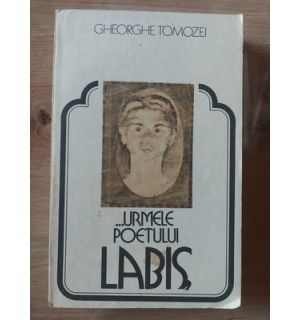 GHEORGHE TOMOZEI
...URMELE
POETULUI
LABIȘ